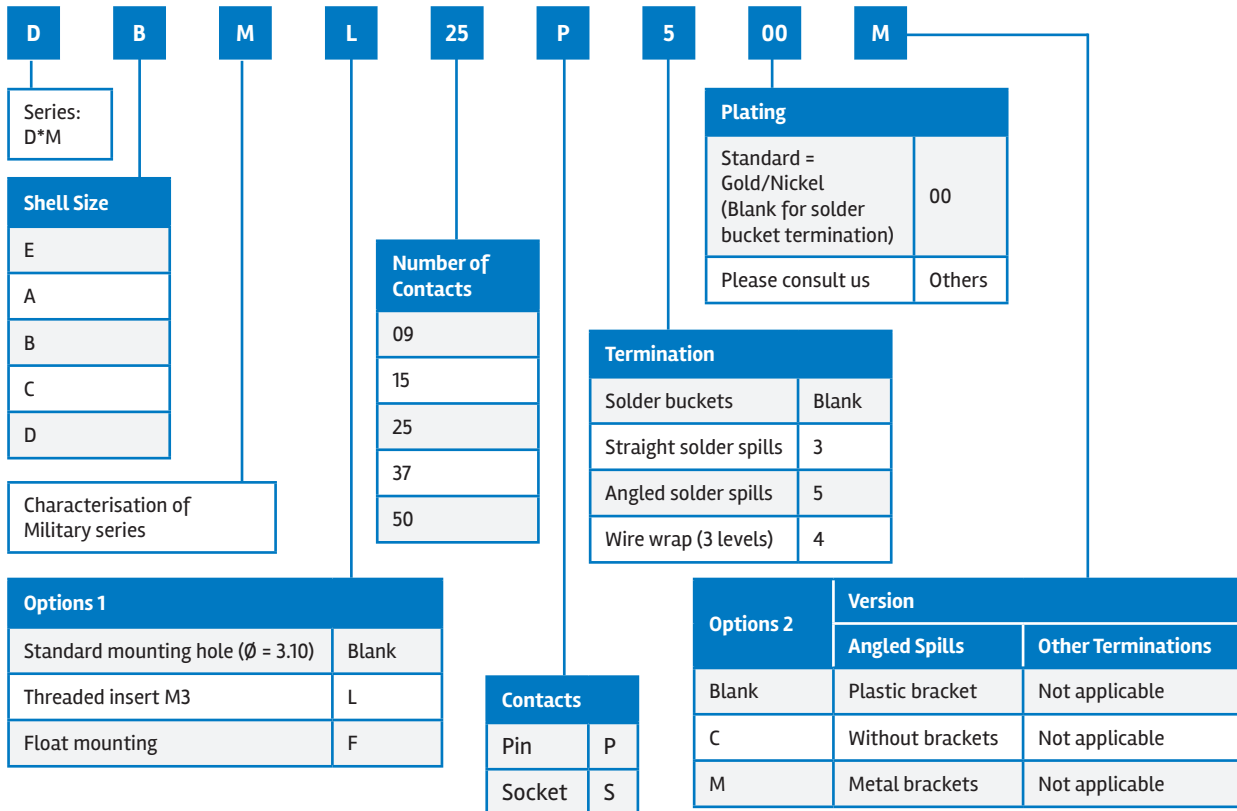 D B M L 25 P 5 00 M
Series:
D*M
Shell Size
E
A
B
C
D
Characterisation of
Military series
Options 1
Standard mounting hole (Ø = 3.10) Blank
Threaded insert M3 L
Float mounting F
Number of
Contacts
09
15
25
37
50
Contacts
Pin P
Socket S
Termination
Solder buckets Blank
Straight solder spills 3
Angled solder spills 5
Wire wrap (3 levels) 4
Plating
Standard =
Gold/Nickel
(Blank for solder
bucket termination) 00
Please consult us Others
Options 2 Version
Angled Spills Other Terminations
Blank Plastic bracket Not applicable
C Without brackets Not applicable
M Metal brackets Not applicable